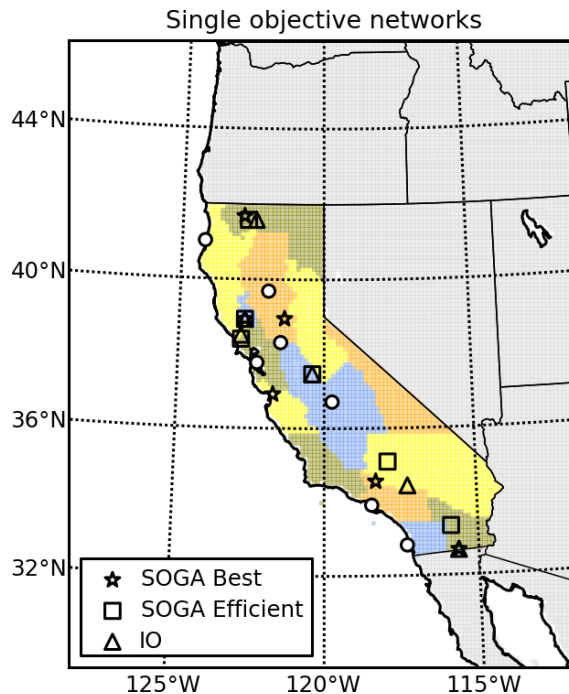 Single objective networks
44°N
40°N
36°N
32°N
SOGA Best
SOGA Efficient
IO
125°W
120°W
115°W